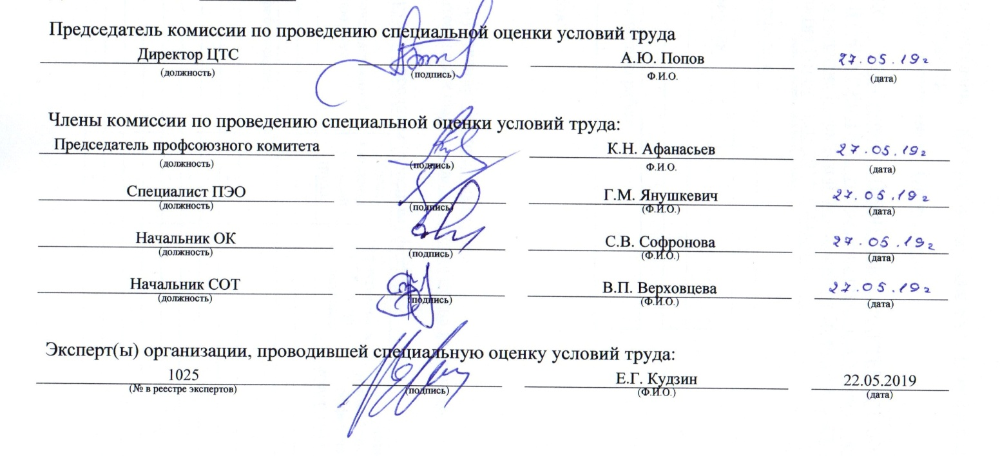 Председатель комиссии по проведению специальной оценки условий труда
Директор ЦТС А.Ю. Попов 27.05.19г
(должность) (подпись) Ф.И.О. (дата)
Члены комиссии по проведению специальной оценки условий труда:
Председатель профсоюзного комитета К.Н. Афанасьев 27.05.19г
(должность) (подпись) Ф.И.О. (дата)
Специалист ПЭО Г.М. Янушкевич 27.05.19г
(должность) (подпись) (Ф.И.О.) (дата)
Начальник ОК С.В. Софронова 27.05.19г
(должность) (подпись) (Ф.И.О.) (дата)
Начальник СОТ В.П. Верховцева 27.05.19г
(должность) (подпись) (Ф.И.О.) (дата)
Эксперт(ы) организации, проводившей специальную оценку условий труда:
1025 Е.Г. Кудзин 22.05.2019
(№ в реестре экспертов) (подпись) (Ф.И.О.) (дата)